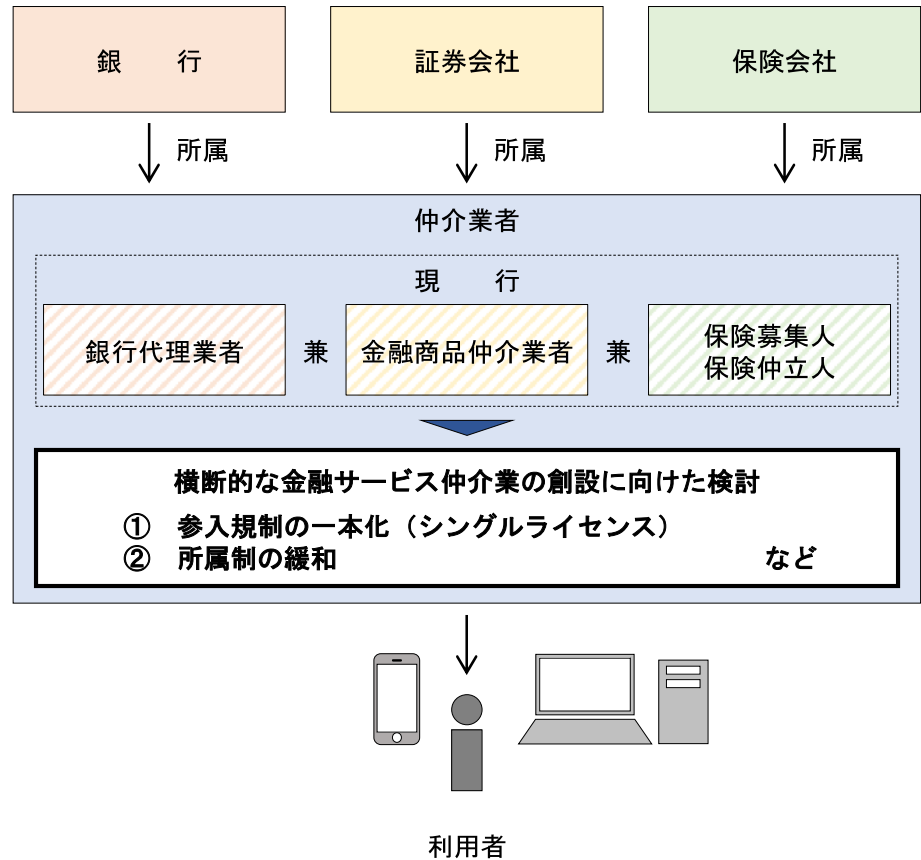 銀　　行
証券会社
保険会社
所属
所属
所属
仲介業者
現　　行
銀行代理業者
兼
金融商品仲介業者
兼
保険募集人
保険仲立人
横断的な金融サービス仲介業の創設に向けた検討
①　参入規制の一本化（シングルライセンス）
②　所属制の緩和　　　　　　　　など
利用者